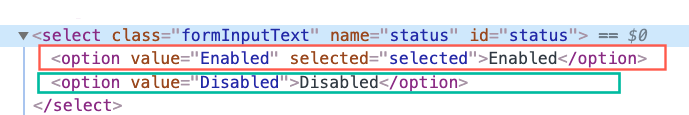 ▼<select class="formInputText" name="status" id="status"> == $0
<option value="Enabled" selected="selected">Enabled</option>
<option value="Disabled">Disabled</option>
</select>